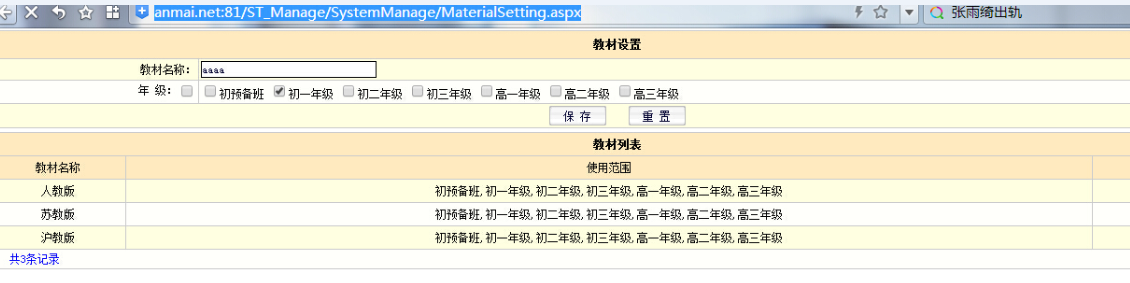 anmai.net:81/ST_Manage/SystemManage/MaterialSetting.aspx 张雨绮出轨
教材设置
教材名称： aaaa
年 级： 初预备班 初一年级 初二年级 初三年级 高一年级 高二年级 高三年级
保 存 重 置
教材列表
教材名称 使用范围
人教版 初预备班, 初一年级, 初二年级, 初三年级, 高一年级, 高二年级, 高三年级
苏教版 初预备班, 初一年级, 初二年级, 初三年级, 高一年级, 高二年级, 高三年级
沪教版 初预备班, 初一年级, 初二年级, 初三年级, 高一年级, 高二年级, 高三年级
共3条记录